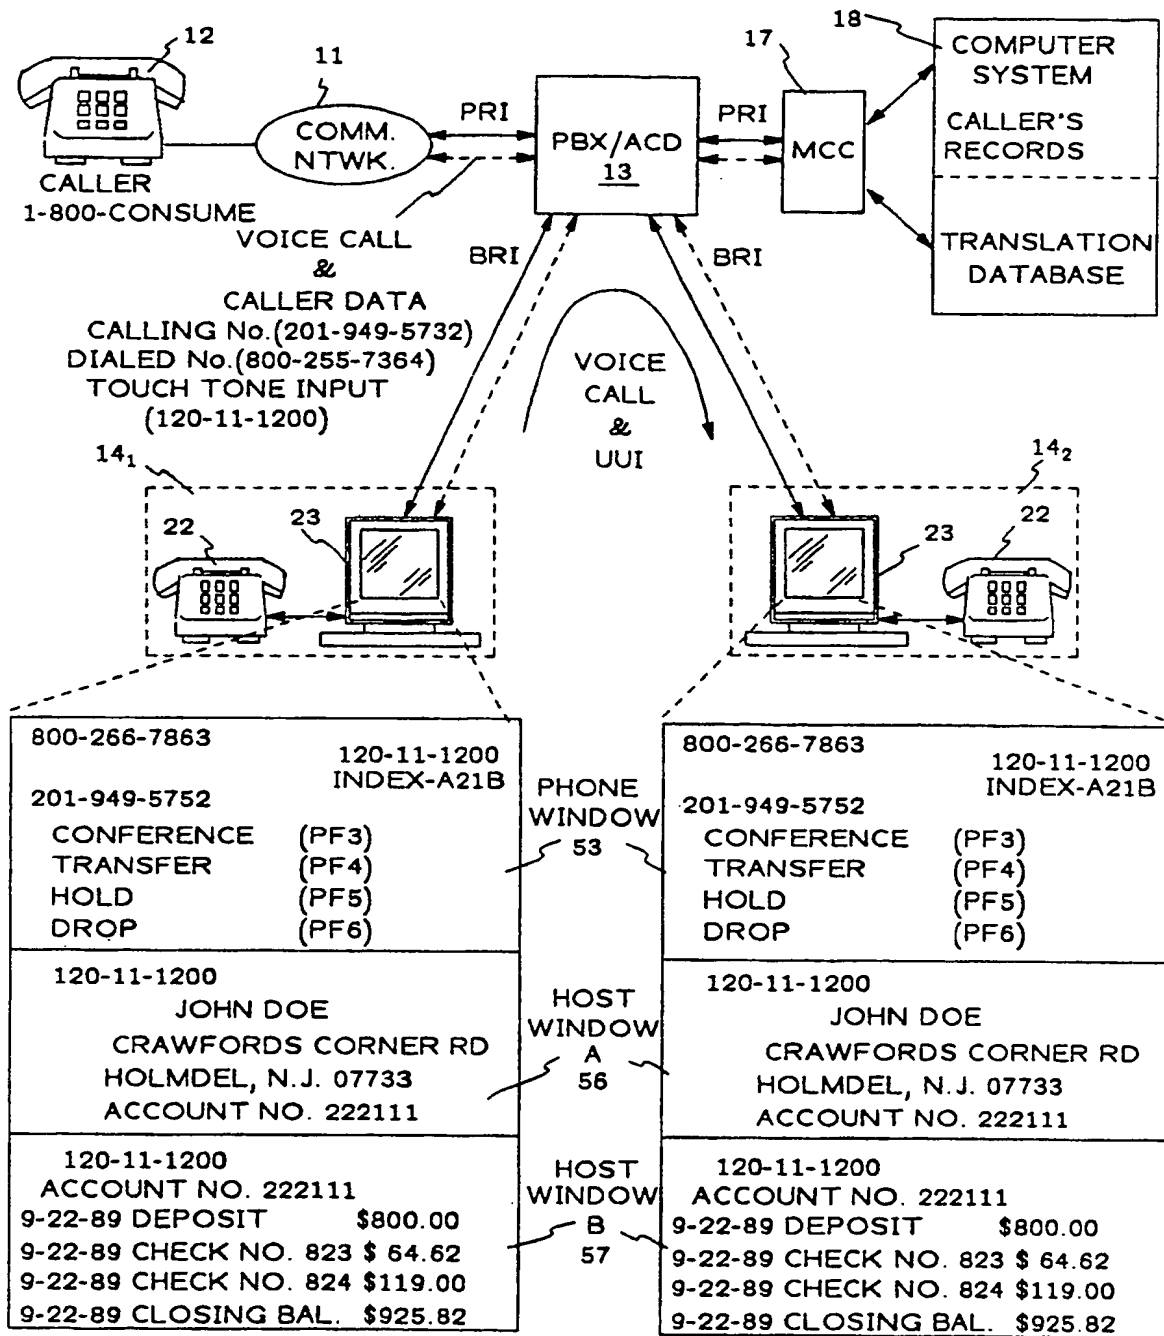 12
11
17
18
COMPUTER
SYSTEM
CALLER'S
RECORDS
TRANSLATION
DATABASE
COMM.
NTWK.
PRI
PBX/ACD
13
PRI
MCC
CALLER
1-800-CONSUME
VOICE CALL
&
CALLER DATA
CALLING No.(201-949-5732)
DIALED No.(800-255-7364)
TOUCH TONE INPUT
(120-11-1200)
BRI
BRI
VOICE
CALL
&
UUI
14₁
22
23
14₂
23
22
800-266-7863
120-11-1200
INDEX-A21B
201-949-5752
CONFERENCE (PF3)
TRANSFER (PF4)
HOLD (PF5)
DROP (PF6)
PHONE
WINDOW
53
800-266-7863
120-11-1200
INDEX-A21B
201-949-5752
CONFERENCE (PF3)
TRANSFER (PF4)
HOLD (PF5)
DROP (PF6)
120-11-1200
JOHN DOE
CRAWFORDS CORNER RD
HOLMDEL, N.J. 07733
ACCOUNT NO. 222111
HOST
WINDOW
A
56
120-11-1200
JOHN DOE
CRAWFORDS CORNER RD
HOLMDEL, N.J. 07733
ACCOUNT NO. 222111
120-11-1200
ACCOUNT NO. 222111
9-22-89 DEPOSIT $800.00
9-22-89 CHECK NO. 823 $ 64.62
9-22-89 CHECK NO. 824 $119.00
9-22-89 CLOSING BAL. $925.82
HOST
WINDOW
B
57
120-11-1200
ACCOUNT NO. 222111
9-22-89 DEPOSIT $800.00
9-22-89 CHECK NO. 823 $ 64.62
9-22-89 CHECK NO. 824 $119.00
9-22-89 CLOSING BAL. $925.82